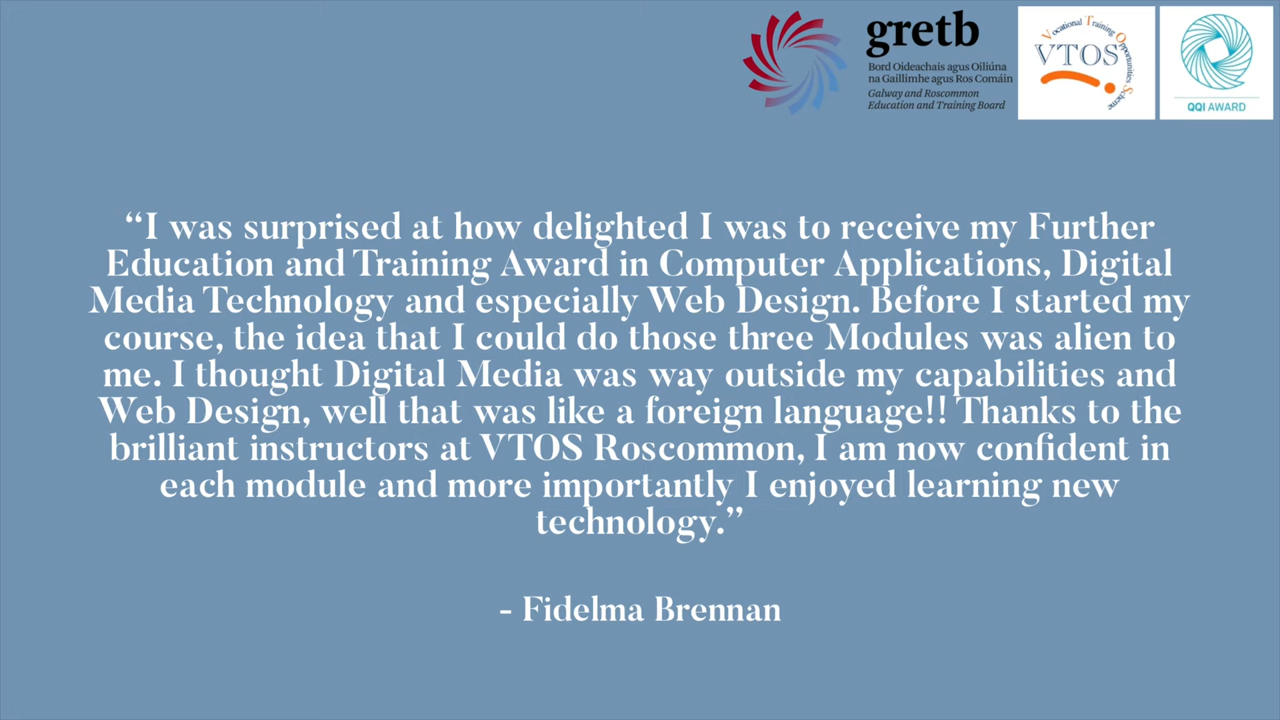 gretb
Bord Oideachais agus Oiliúna
na Gaillimhe agus Ros Comáin
Galway and Roscommon
Education and Training Board
Vocational Training Opportunities Scheme
VTOS
QQI AWARD
“I was surprised at how delighted I was to receive my Further
Education and Training Award in Computer Applications, Digital
Media Technology and especially Web Design. Before I started my
course, the idea that I could do those three Modules was alien to
me. I thought Digital Media was way outside my capabilities and
Web Design, well that was like a foreign language!! Thanks to the
brilliant instructors at VTOS Roscommon, I am now confident in
each module and more importantly I enjoyed learning new
technology.”
- Fidelma Brennan